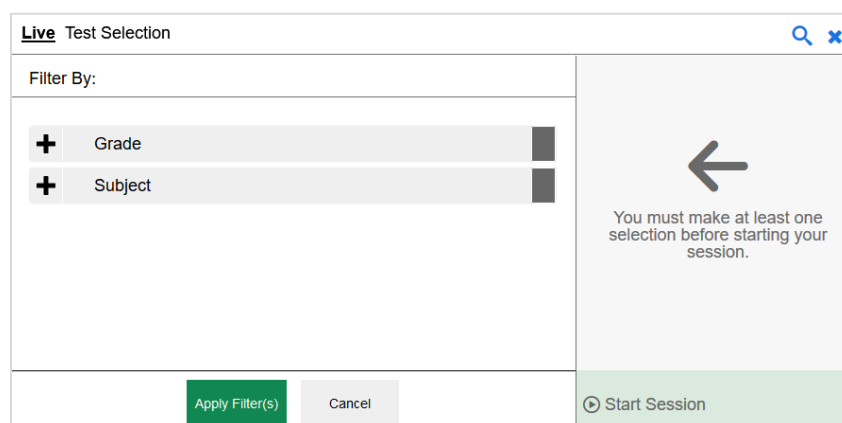 Live Test Selection
Filter By:
Grade
Subject
You must make at least one
selection before starting your
session.
Apply Filter(s)
Cancel
Start Session